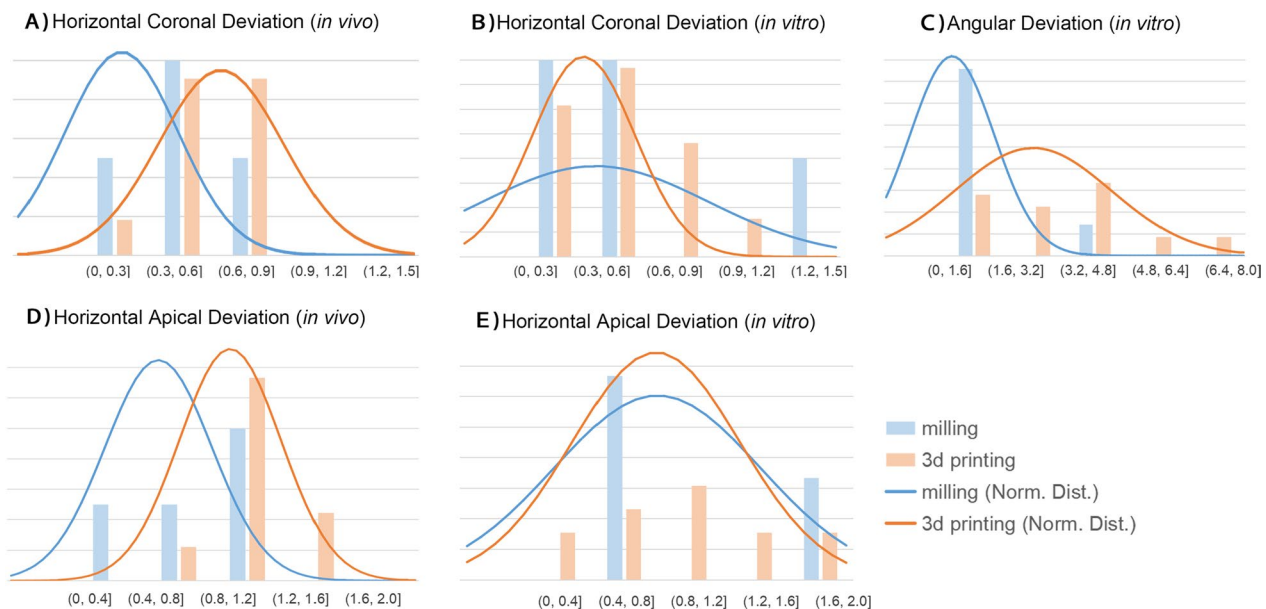 A) Horizontal Coronal Deviation (in vivo)
(0, 0.3] (0.3, 0.6] (0.6, 0.9] (0.9, 1.2] (1.2, 1.5]
B) Horizontal Coronal Deviation (in vitro)
(0, 0.3] (0.3, 0.6] (0.6, 0.9] (0.9, 1.2] (1.2, 1.5]
C) Angular Deviation (in vitro)
(0, 1.6] (1.6, 3.2] (3.2, 4.8] (4.8, 6.4] (6.4, 8.0]
D) Horizontal Apical Deviation (in vivo)
(0, 0.4] (0.4, 0.8] (0.8, 1.2] (1.2, 1.6] (1.6, 2.0]
E) Horizontal Apical Deviation (in vitro)
(0, 0.4] (0.4, 0.8] (0.8, 1.2] (1.2, 1.6] (1.6, 2.0]
milling
3d printing
milling (Norm. Dist.)
3d printing (Norm. Dist.)